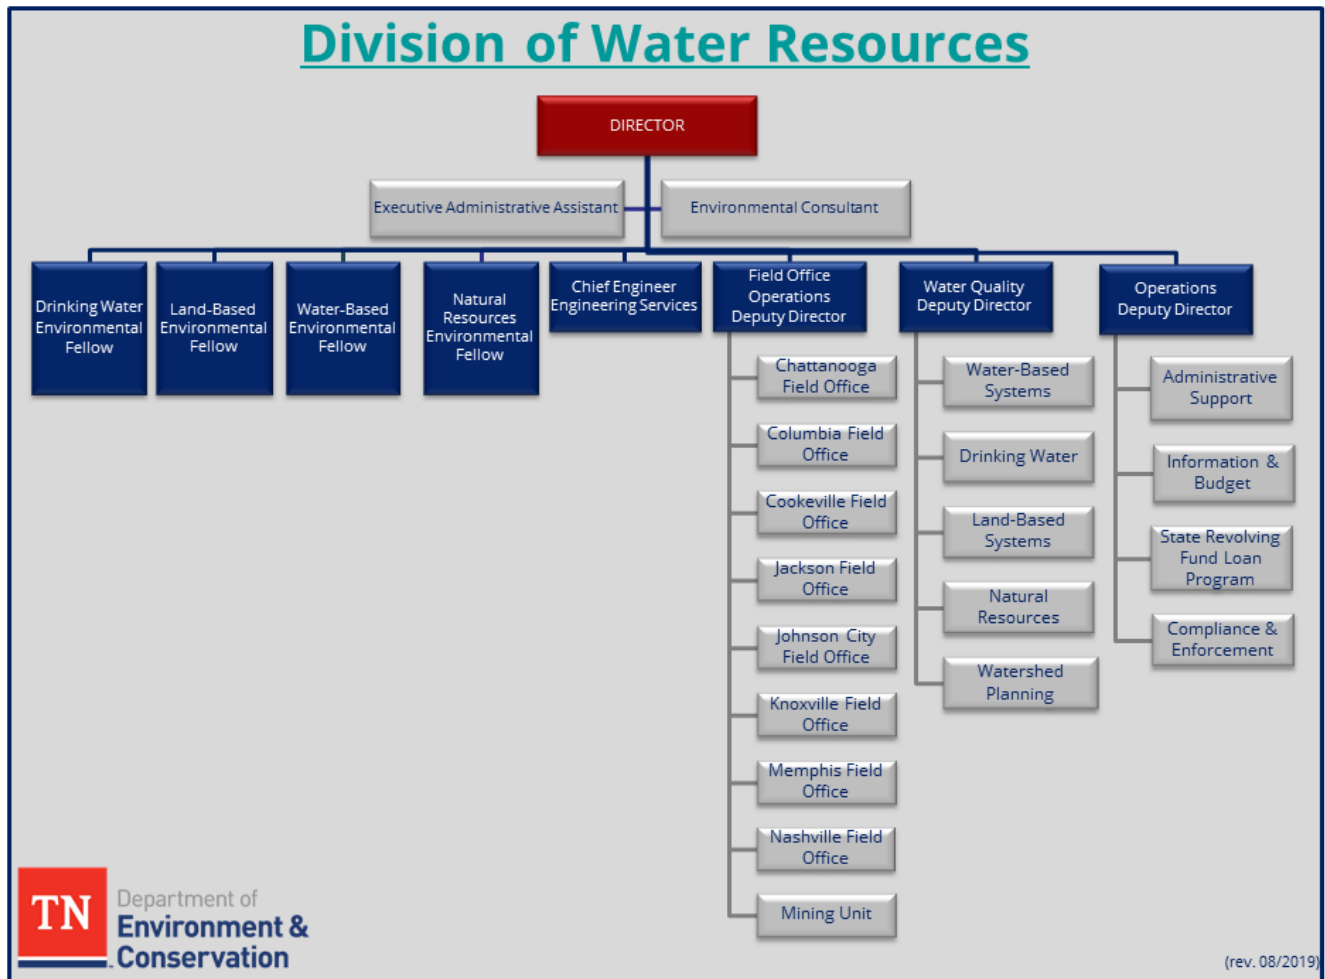 Division of Water Resources
DIRECTOR
Executive Administrative Assistant
Environmental Consultant
Drinking Water
Environmental
Fellow
Land-Based
Environmental
Fellow
Water-Based
Environmental
Fellow
Natural
Resources
Environmental
Fellow
Chief Engineer
Engineering Services
Field Office
Operations
Deputy Director
Water Quality
Deputy Director
Operations
Deputy Director
Chattanooga
Field Office
Columbia Field
Office
Cookeville Field
Office
Jackson Field
Office
Johnson City
Field Office
Knoxville Field
Office
Memphis Field
Office
Nashville Field
Office
Mining Unit
Water-Based
Systems
Drinking Water
Land-Based
Systems
Natural
Resources
Watershed
Planning
Administrative
Support
Information &
Budget
State Revolving
Fund Loan
Program
Compliance &
Enforcement
TN
Department of
Environment &
Conservation
(rev. 08/2019)